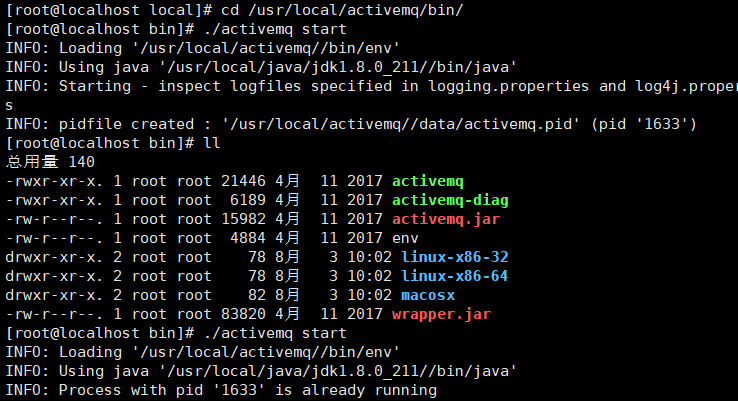 [root@localhost local]# cd /usr/local/activemq/bin/
[root@localhost bin]# ./activemq start
INFO: Loading '/usr/local/activemq//bin/env'
INFO: Using java '/usr/local/java/jdk1.8.0_211//bin/java'
INFO: Starting - inspect logfiles specified in logging.properties and log4j.proper
s
INFO: pidfile created : '/usr/local/activemq//data/activemq.pid' (pid '1633')
[root@localhost bin]# ll
总用量 140
-rwxr-xr-x. 1 root root 21446 4月  11 2017 activemq
-rwxr-xr-x. 1 root root  6189 4月  11 2017 activemq-diag
-rw-r--r--. 1 root root 15982 4月  11 2017 activemq.jar
-rw-r--r--. 1 root root  4884 4月  11 2017 env
drwxr-xr-x. 2 root root    78 8月   3 10:02 linux-x86-32
drwxr-xr-x. 2 root root    78 8月   3 10:02 linux-x86-64
drwxr-xr-x. 2 root root    82 8月   3 10:02 macosx
-rw-r--r--. 1 root root 83820 4月  11 2017 wrapper.jar
[root@localhost bin]# ./activemq start
INFO: Loading '/usr/local/activemq//bin/env'
INFO: Using java '/usr/local/java/jdk1.8.0_211//bin/java'
INFO: Process with pid '1633' is already running